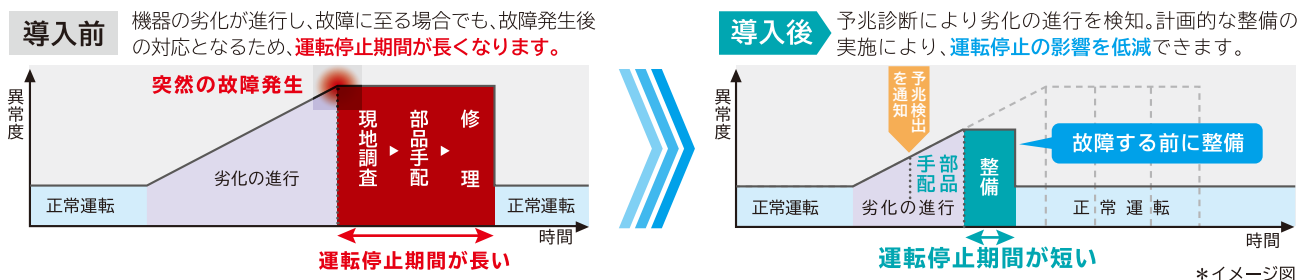 導入前
機器の劣化が進行し、故障に至る場合でも、故障発生後
の対応となるため、運転停止期間が長くなります。
突然の故障発生
異常度
現地調査
部品手配
修理
劣化の進行
正常運転
正常運転
時間
運転停止期間が長い
導入後
予兆診断により劣化の進行を検知。計画的な整備の
実施により、運転停止の影響を低減できます。
異常度
予兆検出
を通知
故障する前に整備
部品
手配
整備
正常運転
劣化の進行
正常運転
時間
運転停止期間が短い
＊イメージ図